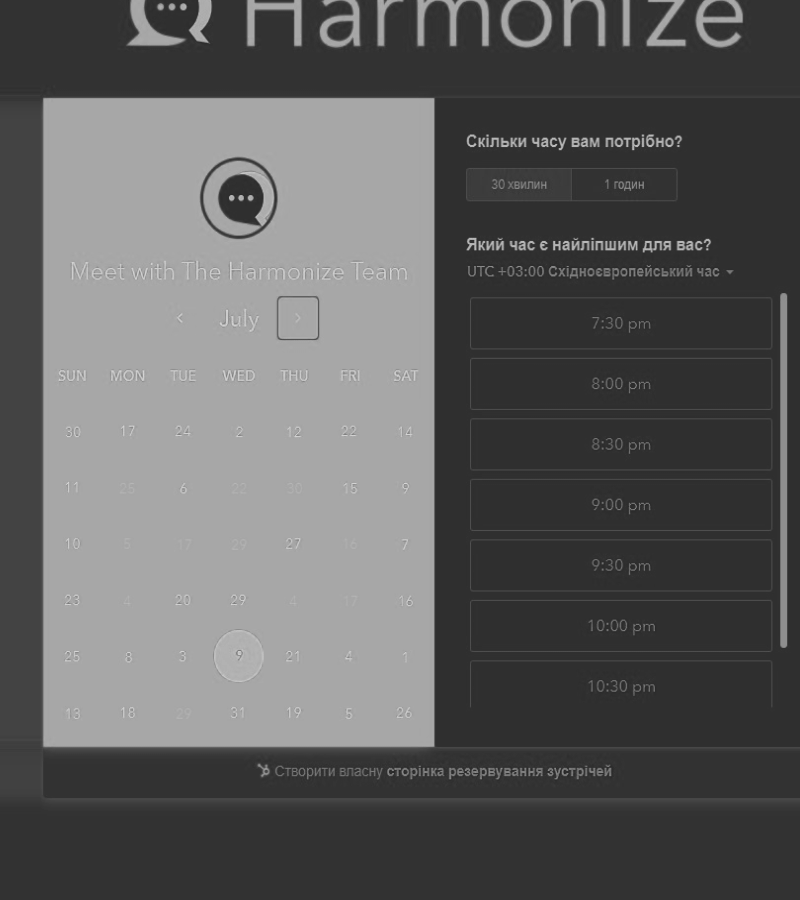 Harmonize
Meet with The Harmonize Team
July
SUN MON TUE WED THU FRI SAT
30 17 24 2 12 22 14
11 25 6 22 30 15 9
10 5 17 29 27 16 7
23 4 20 29 4 17 16
25 8 3 9 21 4 1
13 18 29 31 19 5 26
Скільки часу вам потрібно?
30 хвилин 1 годин
Який час є найліпшим для вас?
UTC +03:00 Східноєвропейський час
7:30 pm
8:00 pm
8:30 pm
9:00 pm
9:30 pm
10:00 pm
10:30 pm
Створити власну сторінка резервування зустрічей